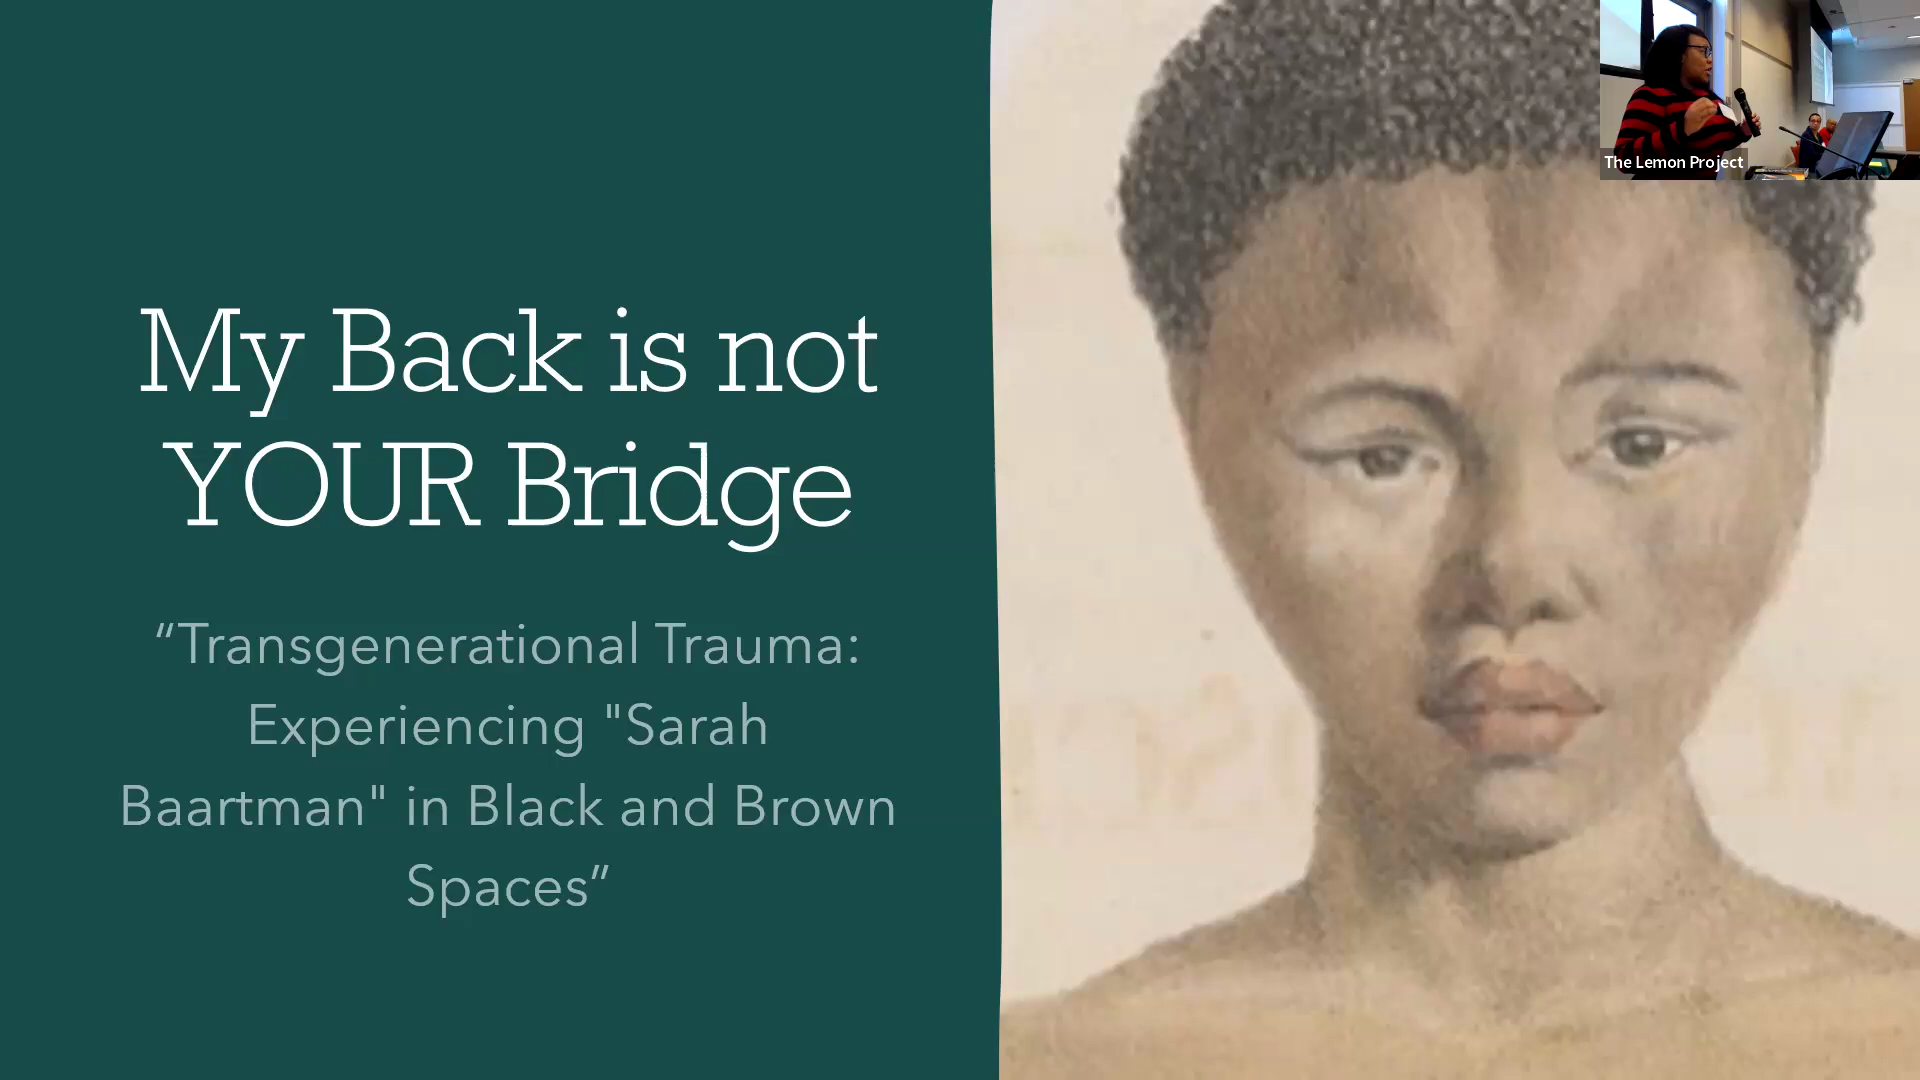 My Back is not
YOUR Bridge
“Transgenerational Trauma:
Experiencing "Sarah
Baartman" in Black and Brown
Spaces”
The Lemon Project